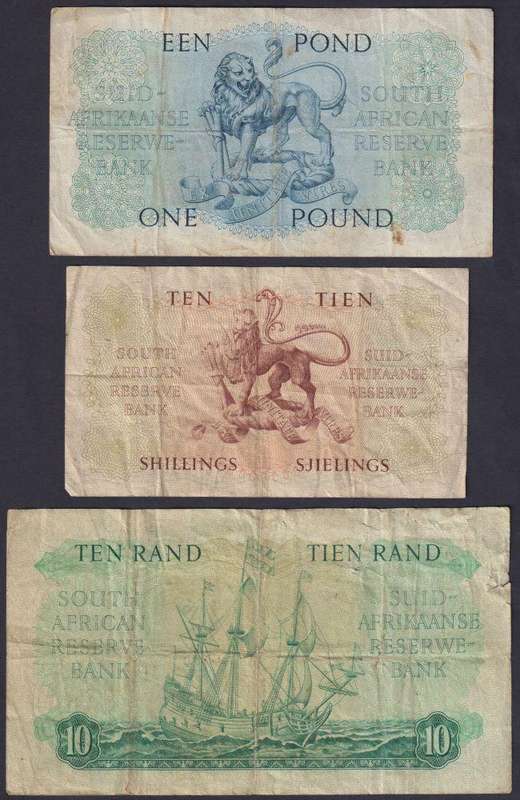 EEN POND
SUID-
AFRIKAANSE
RESERWE-
BANK
SOUTH
AFRICAN
RESERVE
BANK
ONE POUND
TEN TIEN
SOUTH
AFRICAN
RESERVE
BANK
SUID-
AFRIKAANSE
RESERWE-
BANK
SHILLINGS SJIELINGS
TEN RAND TIEN RAND
SOUTH
AFRICAN
RESERVE
BANK
SUID-
AFRIKAANSE
RESERWE-
BANK
10 10